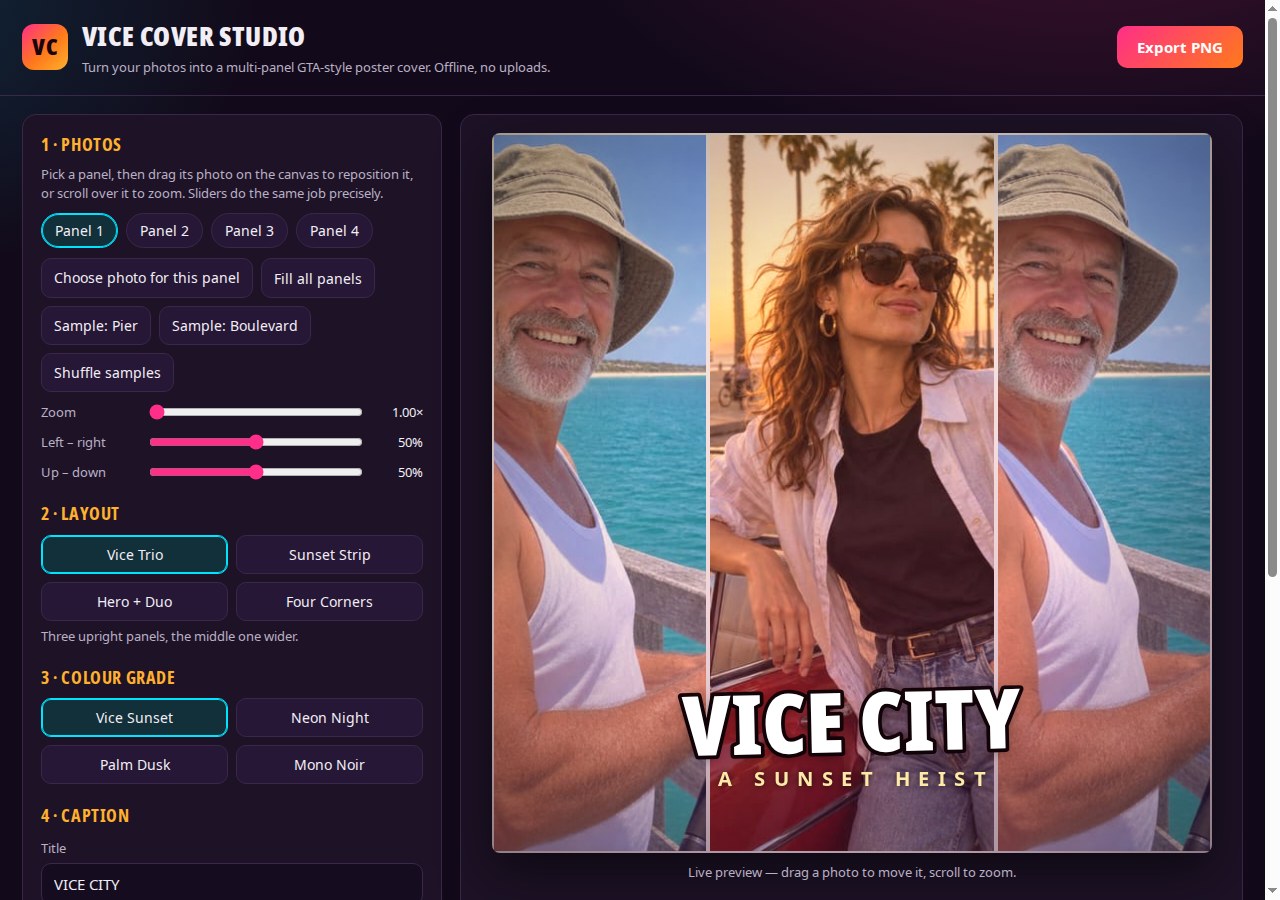 VC
VICE COVER STUDIO
Turn your photos into a multi-panel GTA-style poster cover. Offline, no uploads.
Export PNG
1 · PHOTOS
Pick a panel, then drag its photo on the canvas to reposition it,
or scroll over it to zoom. Sliders do the same job precisely.
Panel 1
Panel 2
Panel 3
Panel 4
Choose photo for this panel
Fill all panels
Sample: Pier
Sample: Boulevard
Shuffle samples
Zoom 1.00×
Left – right 50%
Up – down 50%
2 · LAYOUT
Vice Trio
Sunset Strip
Hero + Duo
Four Corners
Three upright panels, the middle one wider.
3 · COLOUR GRADE
Vice Sunset
Neon Night
Palm Dusk
Mono Noir
4 · CAPTION
Title
VICE CITY
VICE CITY
A SUNSET HEIST
Live preview — drag a photo to move it, scroll to zoom.